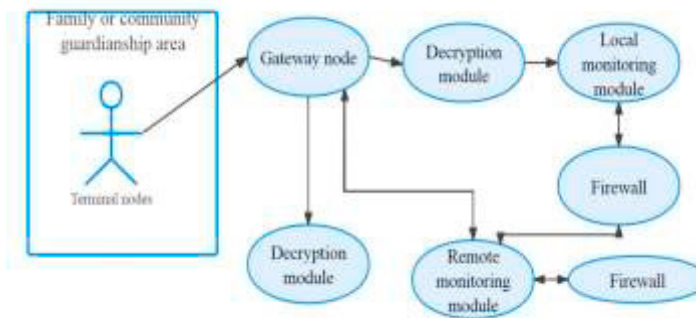 Family or community
guardianship area
Terminal nodes
Gateway node
Decryption
module
Local
monitoring
module
Firewall
Decryption
module
Remote
monitoring
module
Firewall